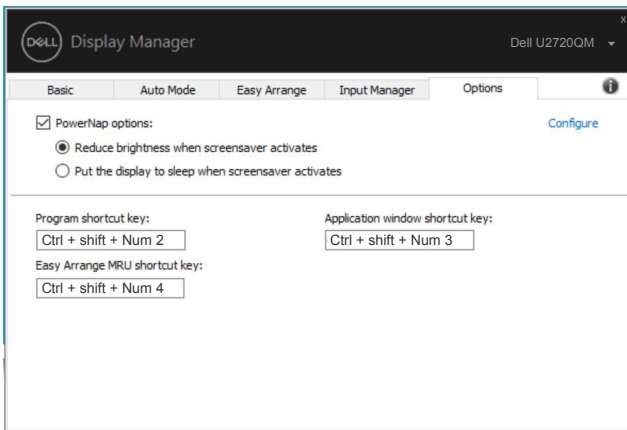 x
DELL Display Manager
Dell U2720QM
Basic Auto Mode Easy Arrange Input Manager Options
PowerNap options:
Configure
Reduce brightness when screensaver activates
Put the display to sleep when screensaver activates
Program shortcut key:
Application window shortcut key:
Ctrl + shift + Num 2
Ctrl + shift + Num 3
Easy Arrange MRU shortcut key:
Ctrl + shift + Num 4